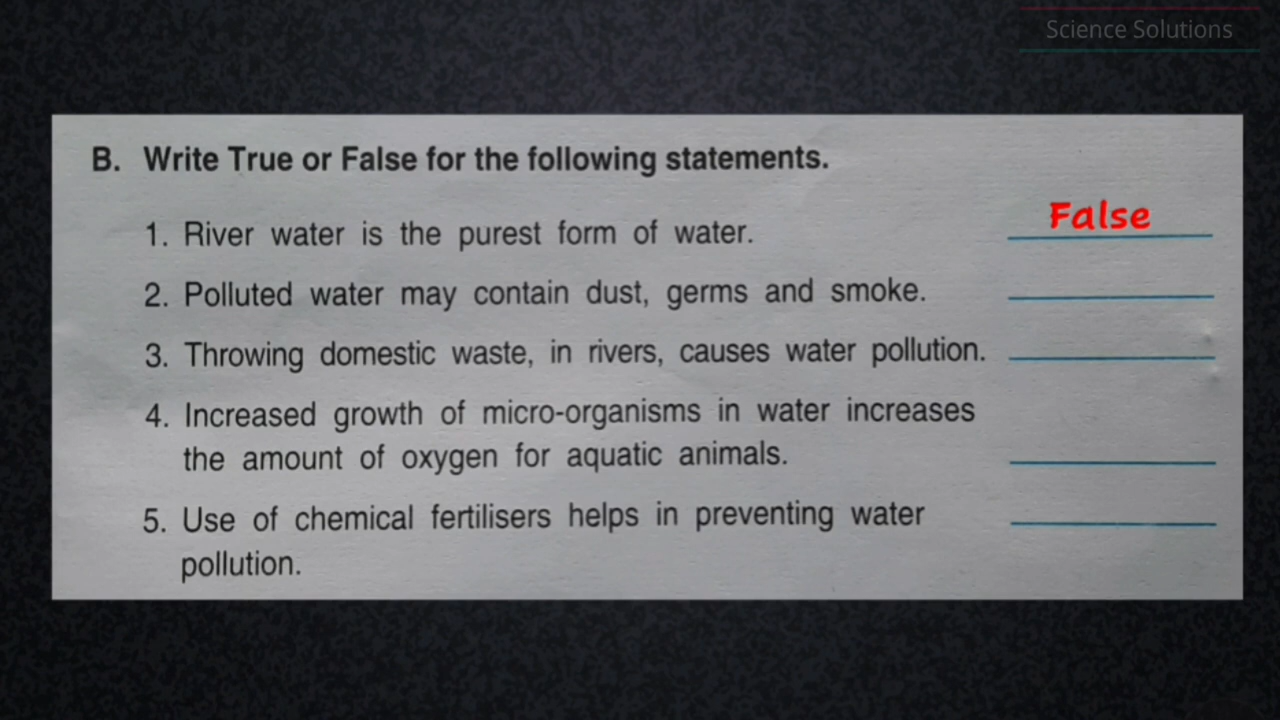 Science Solutions
B. Write True or False for the following statements.
1. River water is the purest form of water. False
2. Polluted water may contain dust, germs and smoke.
3. Throwing domestic waste, in rivers, causes water pollution.
4. Increased growth of micro-organisms in water increases
the amount of oxygen for aquatic animals.
5. Use of chemical fertilisers helps in preventing water
pollution.